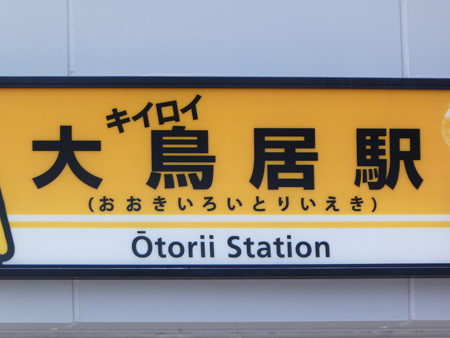 キイロイ
大鳥居駅
(おおきいろいとりいえき)
Ōtorii Station